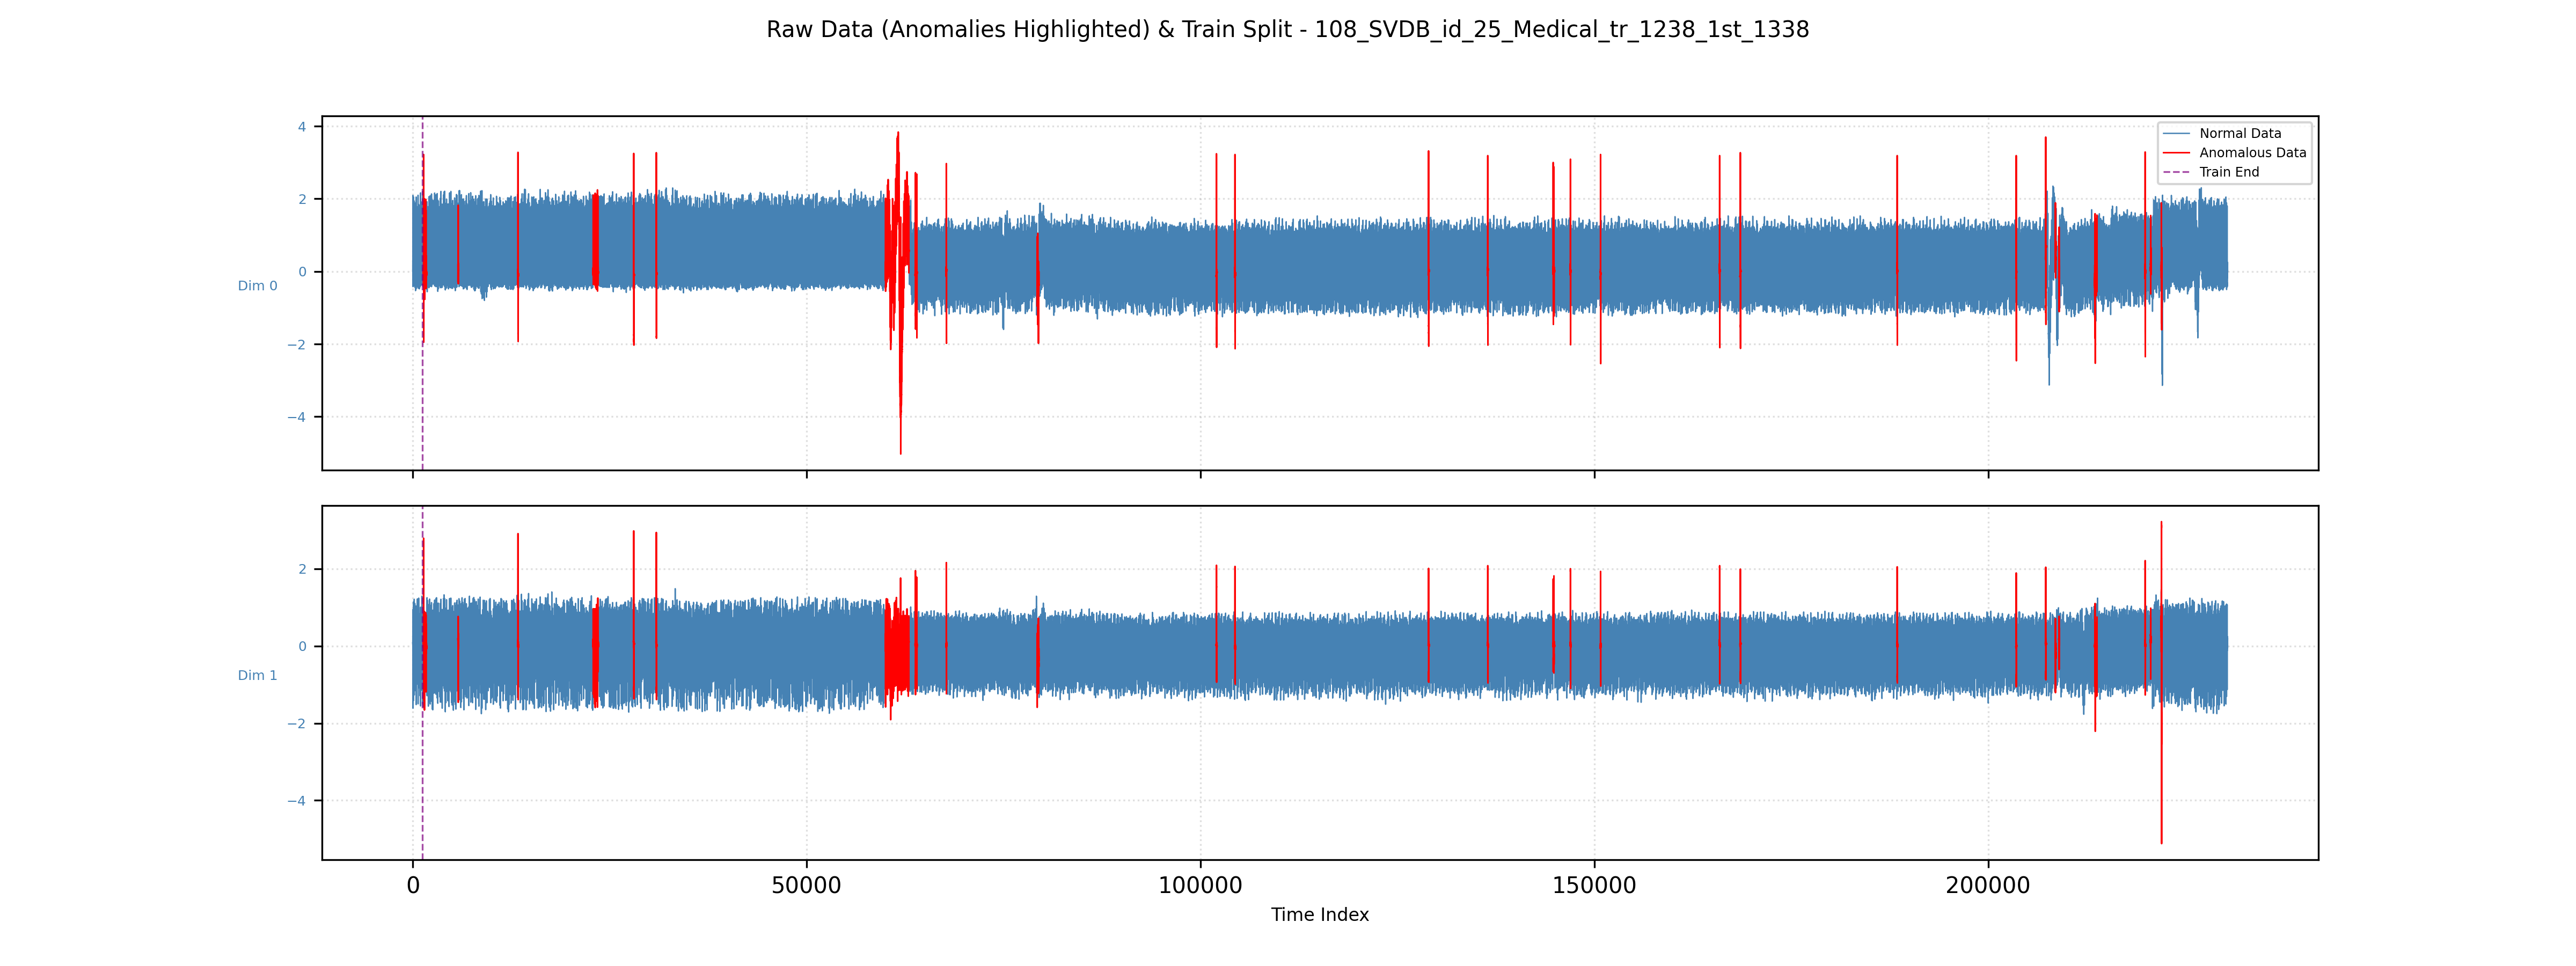 Raw Data (Anomalies Highlighted) & Train Split - 108_SVDB_id_25_Medical_tr_1238_1st_1338
4
2
0
−2
−4
Dim 0
Normal Data
Anomalous Data
Train End
2
0
−2
−4
Dim 1
0
50000
100000
150000
200000
Time Index